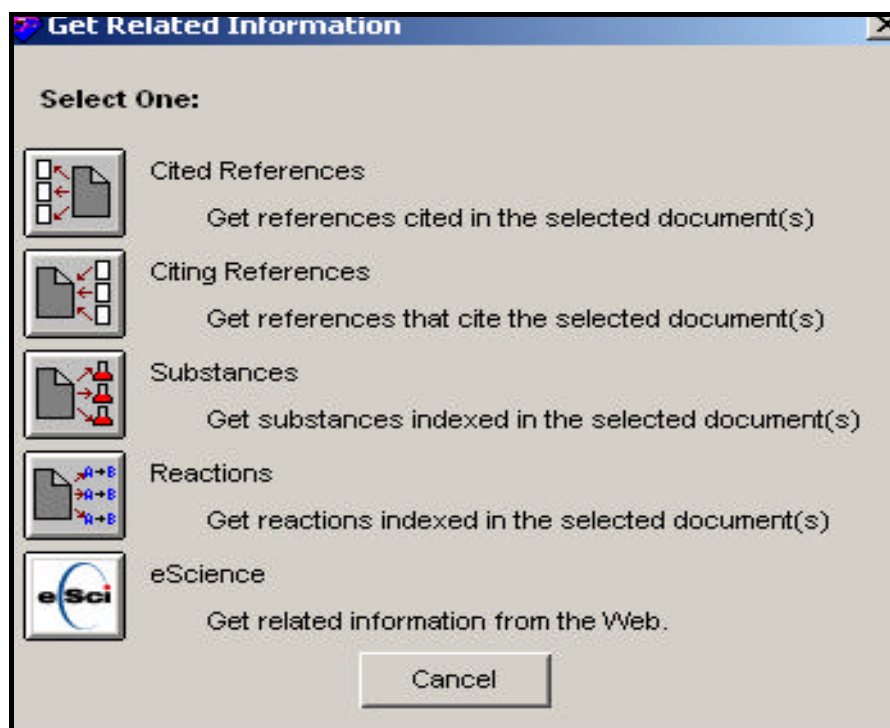 Get Related Information
Select One:
Cited References
Get references cited in the selected document(s)
Citing References
Get references that cite the selected document(s)
Substances
Get substances indexed in the selected document(s)
A→B
A→B
A→B
Reactions
Get reactions indexed in the selected document(s)
eSci
eScience
Get related information from the Web.
Cancel